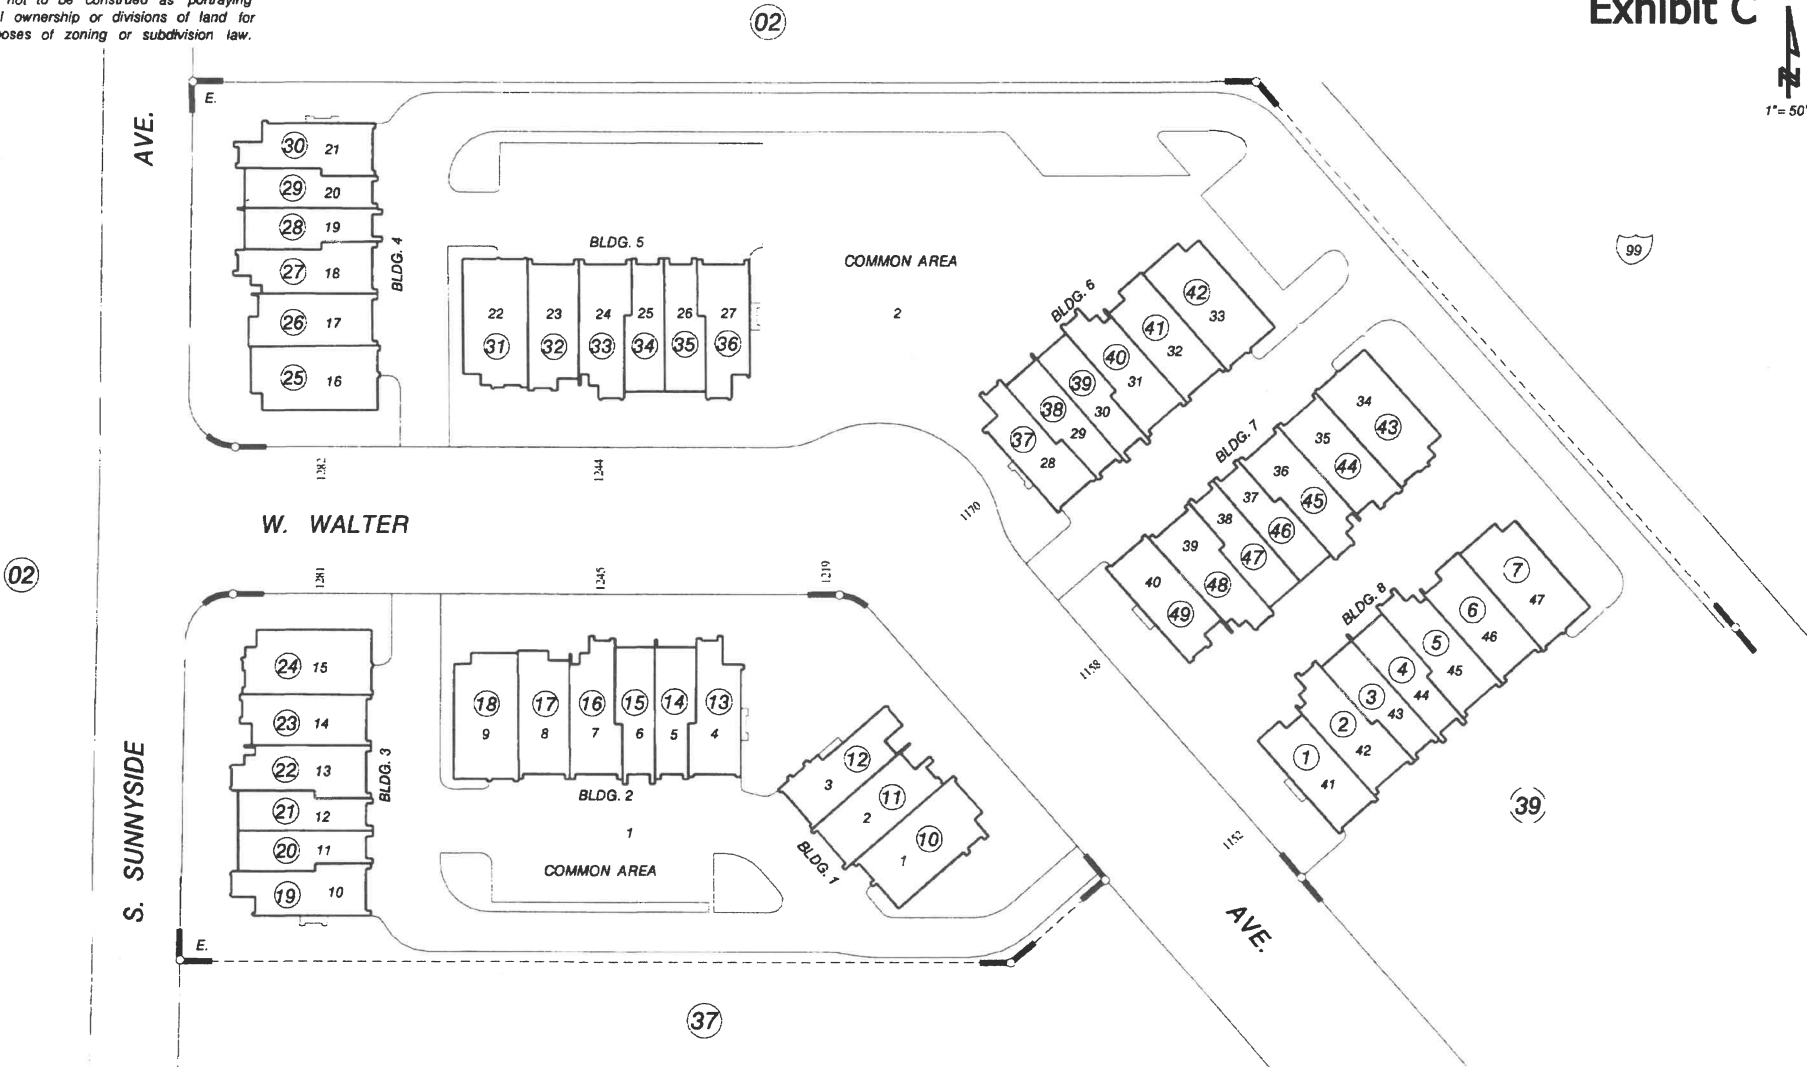 not to be construed as portraying
ownership or divisions of land for
of zoning or subdivision law.
Exhibit C
N
1"= 50'
02
E.
AVE.
30 21
29 20
28 19
27 18
26 17
25 16
BLDG. 4
BLDG. 5
22 23 24 25 26 27
31 32 33 34 35 36
COMMON AREA
2
BLDG. 6
42 33
41 32
40 31
39 30
38 29
37 28
99
BLDG. 7
34 43
35 44
36 45
37 46
38 47
39 48
40 49
1282
1244
1170
W. WALTER
02
1281
1245
1219
1158
1152
BLDG. 8
7 47
6 46
5 45
4 44
3 43
2 42
1 41
39
24 15
23 14
22 13
21 12
20 11
19 10
BLDG. 3
18 17 16 15 14 13
9 8 7 6 5 4
BLDG. 2
1
COMMON AREA
12 3
11 2
10 1
BLDG. 1
S. SUNNYSIDE
E.
AVE.
37